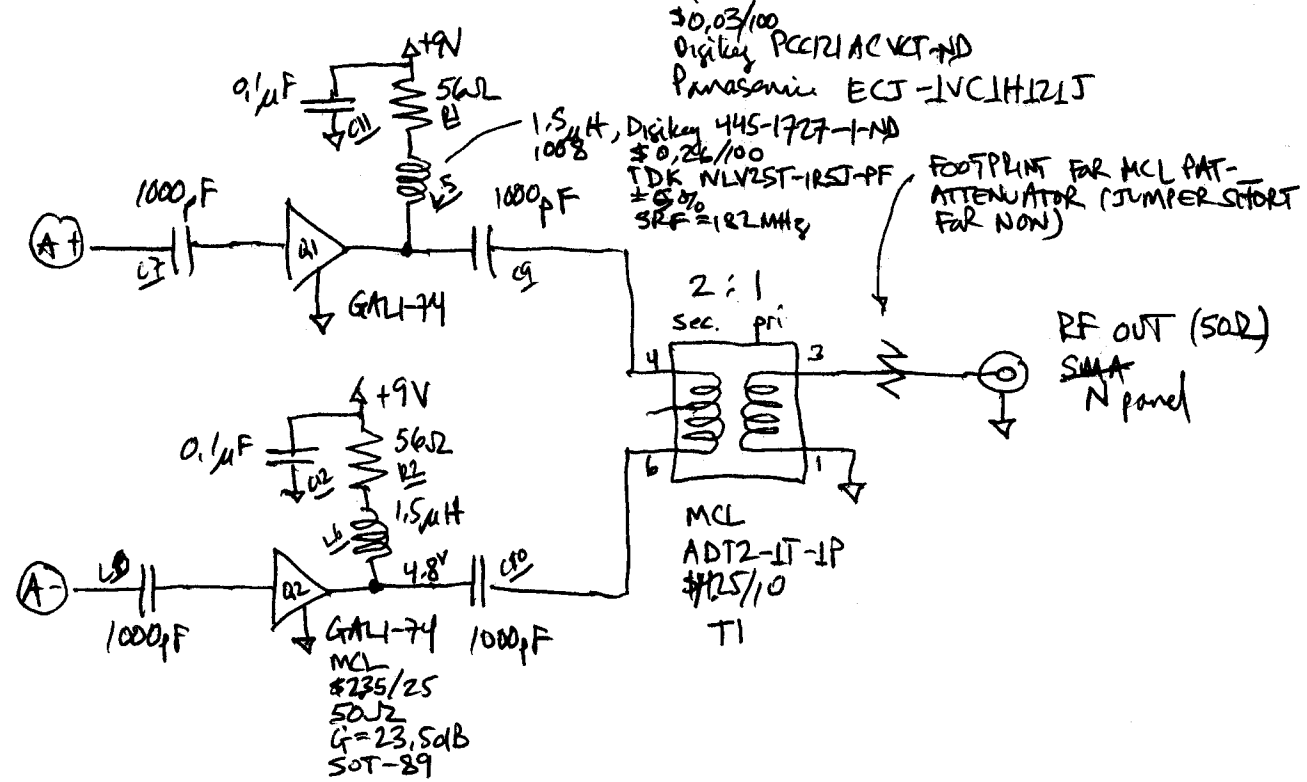 $0.03/100
Digikey PCC121ACVCT-ND
Panasonic ECJ-1VC1H121J
+9V
0.1µF
C11
56Ω
R1
1.5µH, Digikey 445-1727-1-ND
1008 $0.26/100
TDK NLV25T-1R5J-PF
±5%
SRF=182MHz
L5
FOOTPRINT FOR MCL PAT-
ATTENUATOR (JUMPER SHORT
FOR NOW)
1000pF
1000pF
A+
C7
Q1
C9
GALI-74
2:1
sec. pri
4
3
6
1
RF OUT (50Ω)
SMA
N panel
+9V
0.1µF
C12
56Ω
R2
1.5µH
L6
MCL
ADT2-1T-1P
$4.25/10
T1
A-
Q2
4.8V
C10
1000pF
GALI-74
1000pF
MCL
$2.35/25
50Ω
G=23.5dB
SOT-89